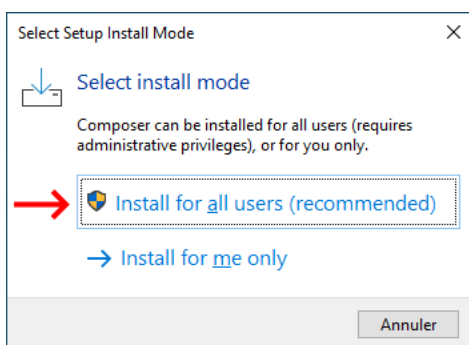 Select Setup Install Mode
Select install mode
Composer can be installed for all users (requires
administrative privileges), or for you only.
Install for all users (recommended)
Install for me only
Annuler